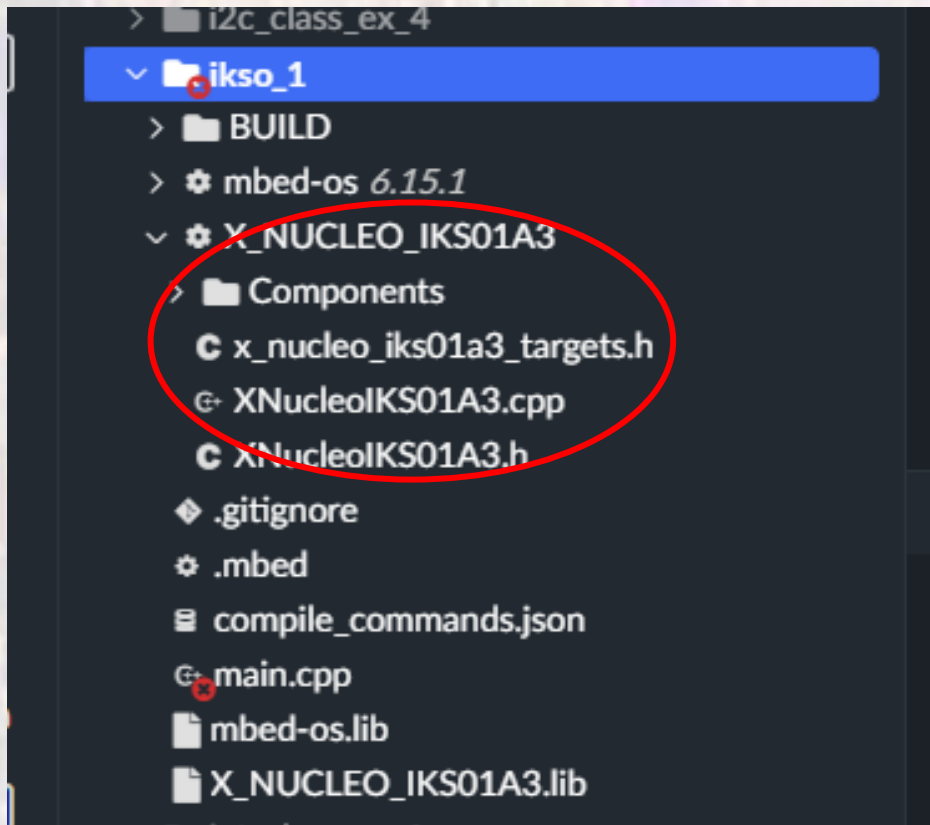 i2c_class_ex_4
ikso_1
BUILD
mbed-os 6.15.1
X_NUCLEO_IKS01A3
Components
x_nucleo_iks01a3_targets.h
XNucleoIKS01A3.cpp
XNucleoIKS01A3.h
.gitignore
.mbed
compile_commands.json
main.cpp
mbed-os.lib
X_NUCLEO_IKS01A3.lib